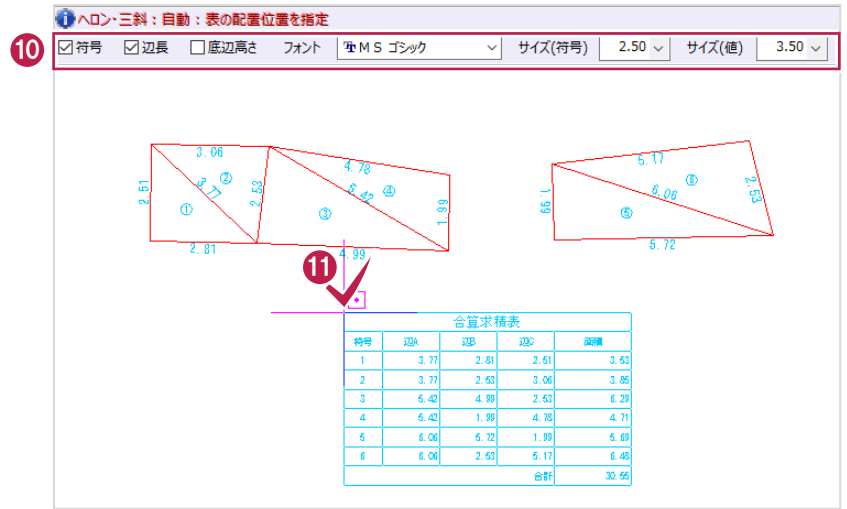 ヘロン・三斜：自動：表の配置位置を指定
10 符号 辺長 底辺高さ フォント ＭＳ ゴシック サイズ(符号) 2.50 サイズ(値) 3.50
3.06
2.51
3.77
②
①
2.53
2.81
4.78
5.42
④
③
1.99
4.99
5.17
⑥
6.06
2.53
1.99
⑤
5.72
11
合算求積表
符号 辺A 辺B 辺C 面積
1 3.77 2.81 2.51 3.53
2 3.77 2.53 3.06 3.85
3 5.42 4.99 2.53 6.29
4 5.42 1.99 4.78 4.71
5 6.06 5.72 1.99 5.69
6 6.06 2.53 5.17 6.48
合計 30.55